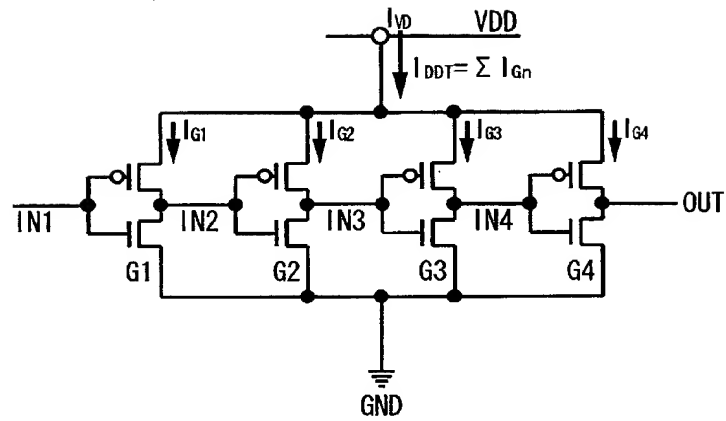 IVD VDD
IDDT=Σ IGn
IG1 IG2 IG3 IG4
IN1 IN2 IN3 IN4 OUT
G1 G2 G3 G4
GND